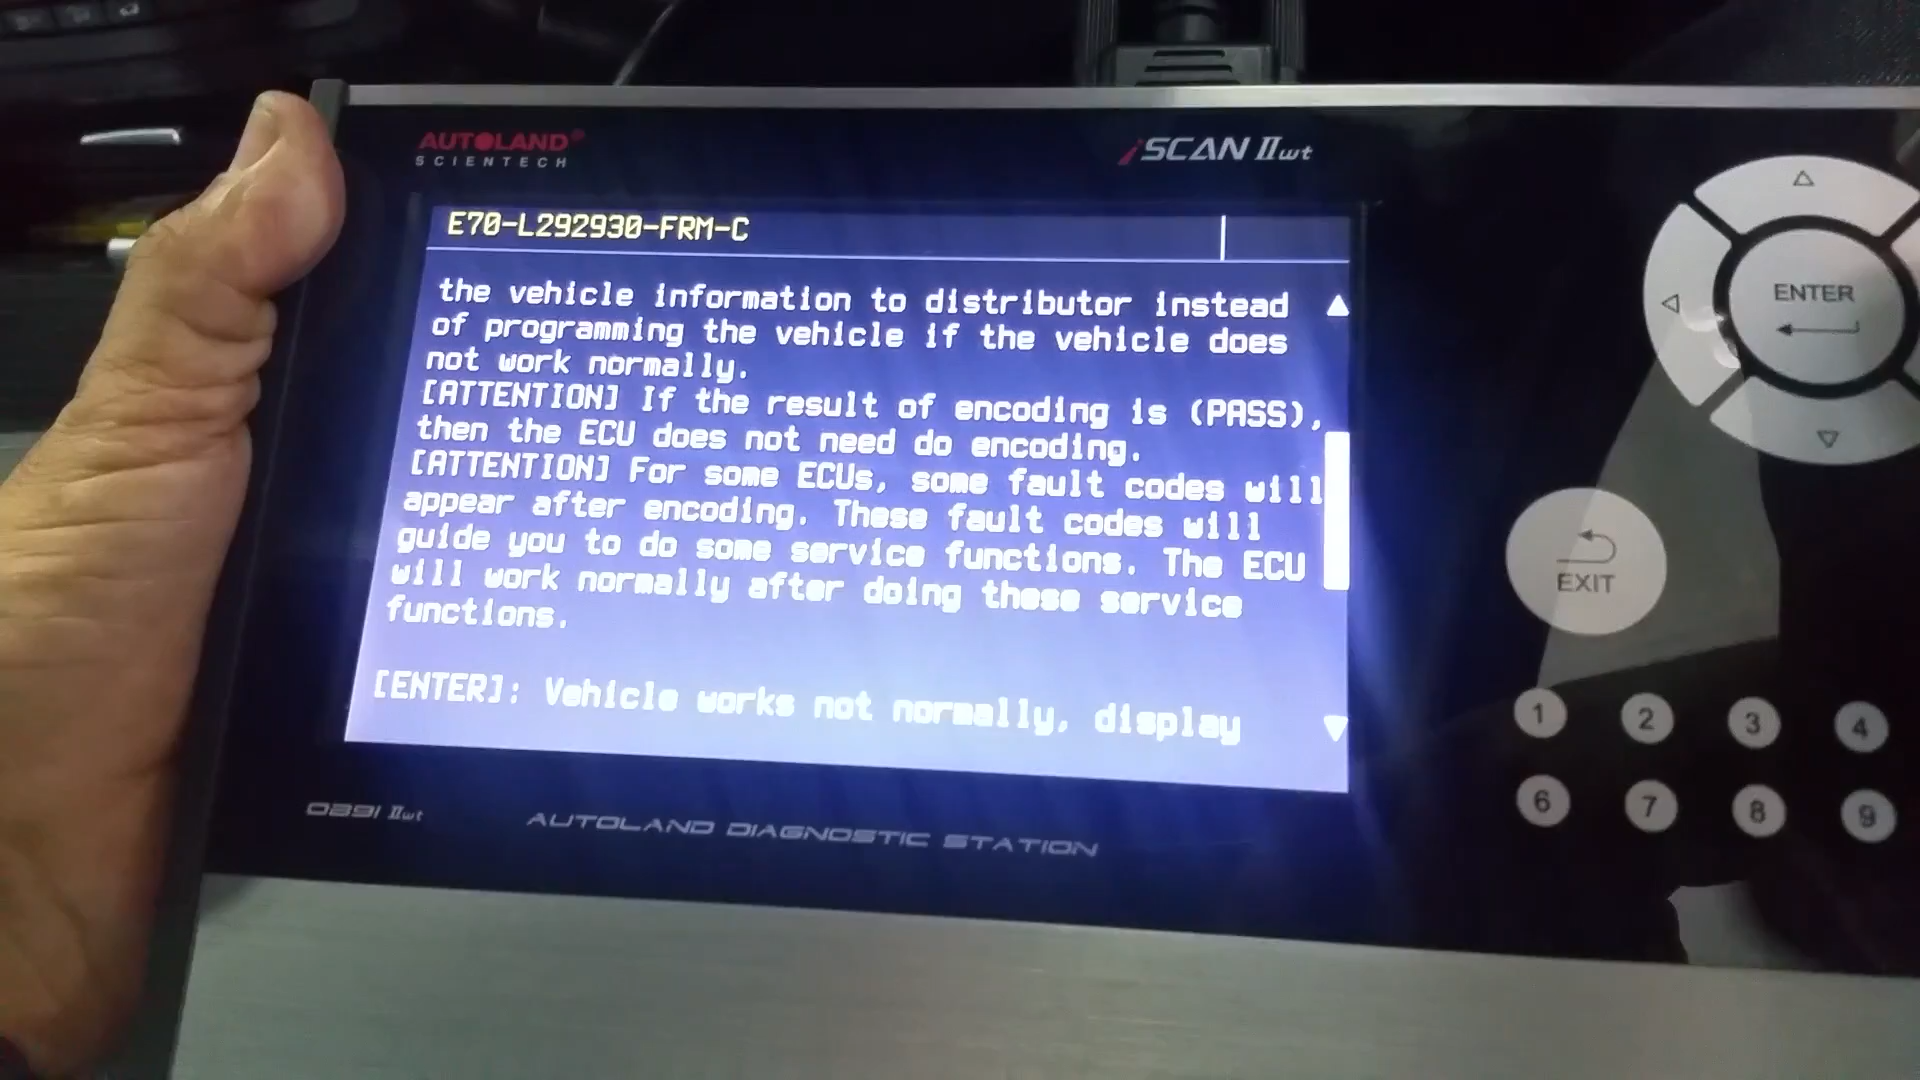 AUTOLAND
SCIENTECH
iSCAN IIwt
E70-L292930-FRM-C
the vehicle information to distributor instead
of programming the vehicle if the vehicle does
not work normally.
[ATTENTION] If the result of encoding is (PASS),
then the ECU does not need do encoding.
[ATTENTION] For some ECUs, some fault codes will
appear after encoding. These fault codes will
guide you to do some service functions. The ECU
will work normally after doing these service
functions.
[ENTER]: Vehicle works not normally, display
AUTOLAND DIAGNOSTIC STATION
ENTER
EXIT
1 2 3 4
6 7 8 9